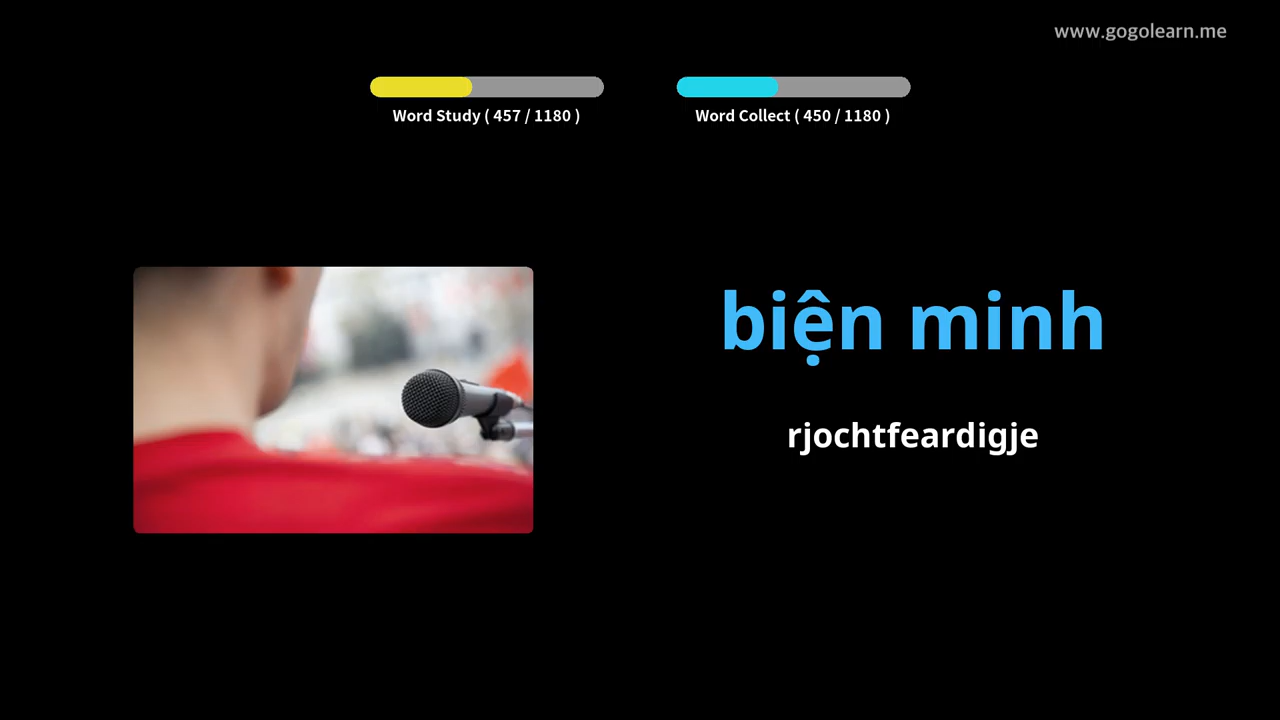 www.gogolearn.me
Word Study ( 457 / 1180 )
Word Collect ( 450 / 1180 )
biện minh
rjochtfeardigje